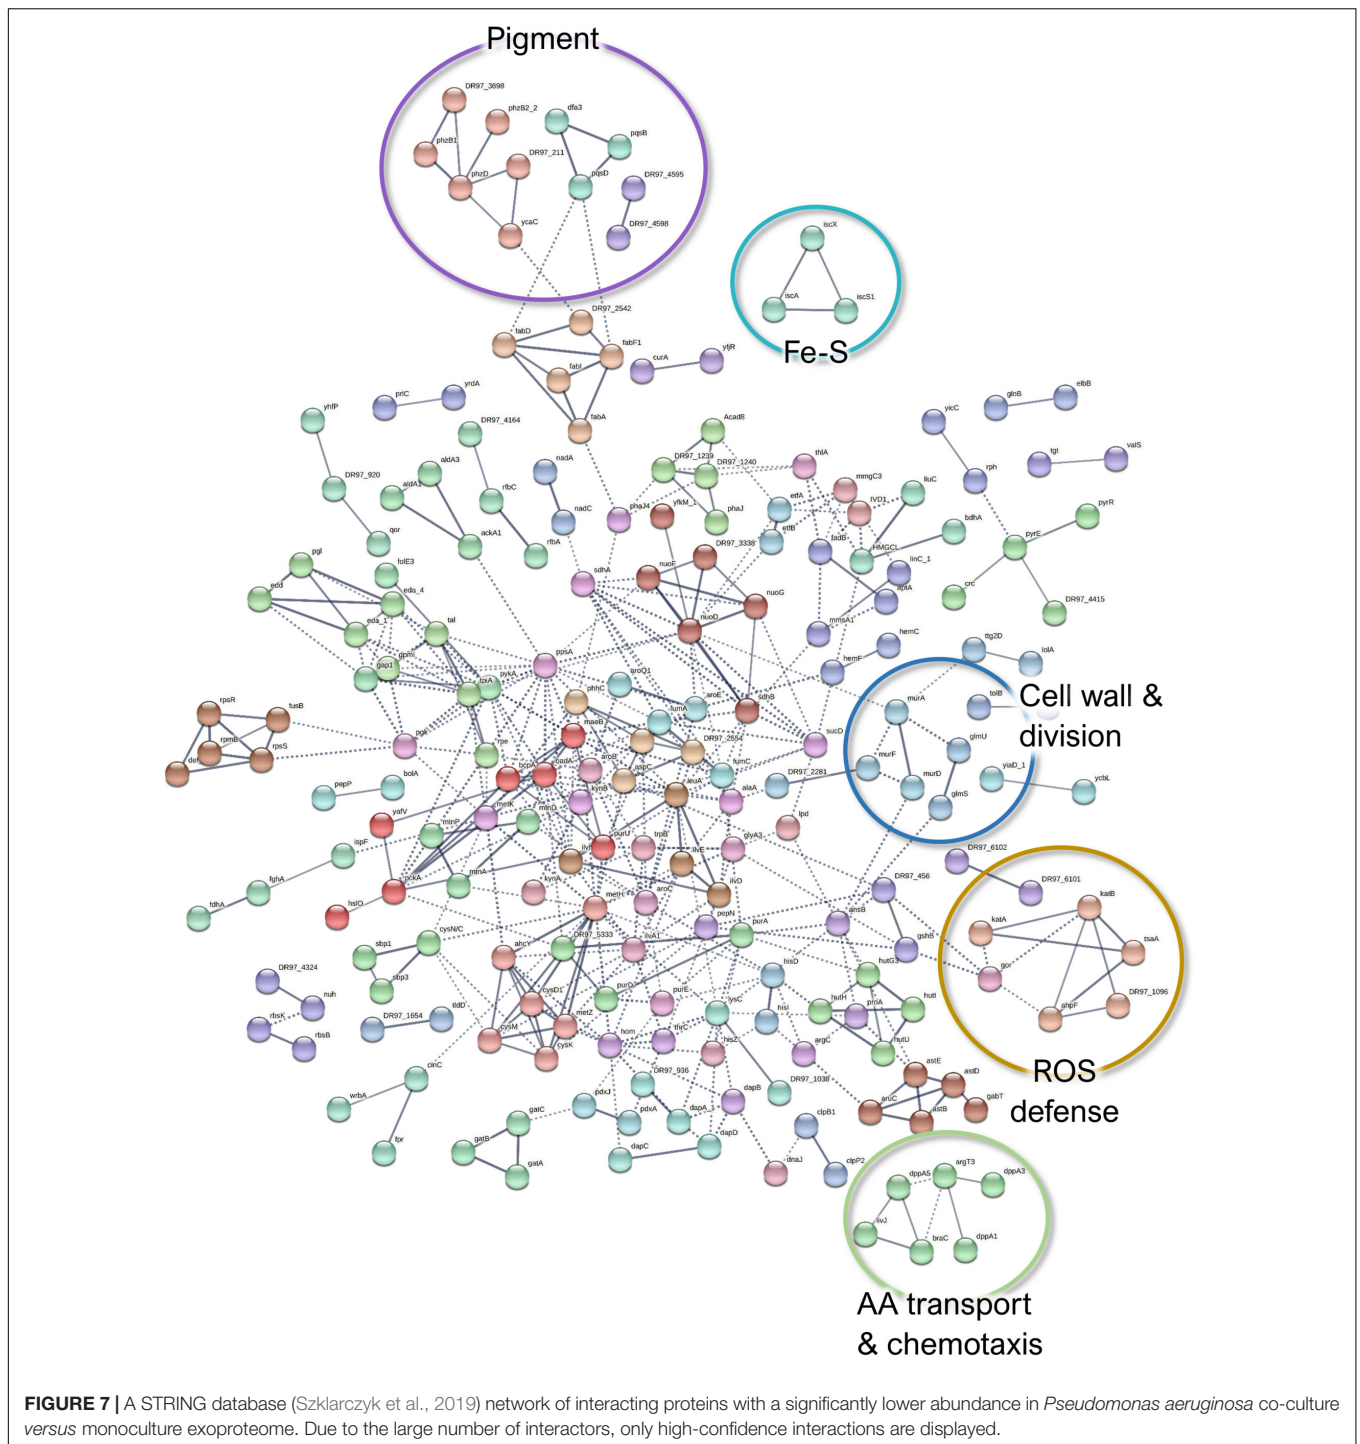 Pigment
DR97_3698
phzB2_2
dfa3
phzB1
pqsB
DR97_211
phzD
pqsD
DR97_4595
ycaC
DR97_4598
iscX
iscA
iscS1
Fe-S
DR97_2542
fabD
fabF1
fabI
curA
yfjR
fabA
prlC
yrdA
gloB
elbB
yhfP
DR97_4164
Acad8
yicC
DR97_920
aldA3
nadA
DR97_1239
DR97_1240
thlA
mmgC3
tgt
valS
aldA1
rfbC
phaJ4
yfkM_1
phaJ
etfA
IVD1
liuC
rph
qor
ackA1
rfbA
nadC
etfB
fadB
HMGCL
bdhA
pyrE
pyrR
pgl
folE3
DR97_3338
linC_1
edd
eda_4
sdhA
nuoF
nuoG
aptA
crc
DR97_4415
eda_1
tal
nuoD
mmsA1
hemC
ttg2D
lolA
gap1
gpmI
tpiA
pykA
ppsA
aroQ1
hemF
rpsR
fusB
phhC
lumA
aroE
sdhB
murA
tolB
Cell wall &
division
rpmB
rpsS
pgk
rpe
maeB
DR97_2554
sucD
glmU
def
bolA
bcpA
oadA
aroB
aspC
fumC
DR97_2281
murF
murD
yiaD_1
ycbL
pepP
kynB
leuA
alaA
glmS
yafV
metK
mtnD
mtnP
purU
trpB
glyA3
lpd
ispF
ilvE
DR97_6102
fghA
pckA
mtnA
kynA
ilvD
DR97_456
DR97_6101
katB
fdhA
hslO
metH
aroC
pepN
ansB
katA
tsaA
sbp1
cysN/C
ahcY
DR97_5333
ilvA1
purA
gshB
gor
sbp3
DR97_4324
nuh
cysD1
purD
purE
lysC
hisD
hutG3
hutH
proA
hutI
ahpF
DR97_1096
rbsK
rbsB
DR97_1654
tldD
cysM
metZ
cysK
hom
thrC
hisZ
hisI
argC
hutU
cinC
DR97_936
dapB
DR97_1038
astE
astD
gabT
ROS
defense
wrbA
gatC
pdxJ
pdxA
dapA_1
clpB1
aruC
astB
fpr
gatB
gatA
dapC
dapD
dnaJ
clpP2
dppA5
argT3
dppA3
livJ
braC
dppA1
AA transport
& chemotaxis
FIGURE 7 | A STRING database (Szklarczyk et al., 2019) network of interacting proteins with a significantly lower abundance in Pseudomonas aeruginosa co-culture
versus monoculture exoproteome. Due to the large number of interactors, only high-confidence interactions are displayed.